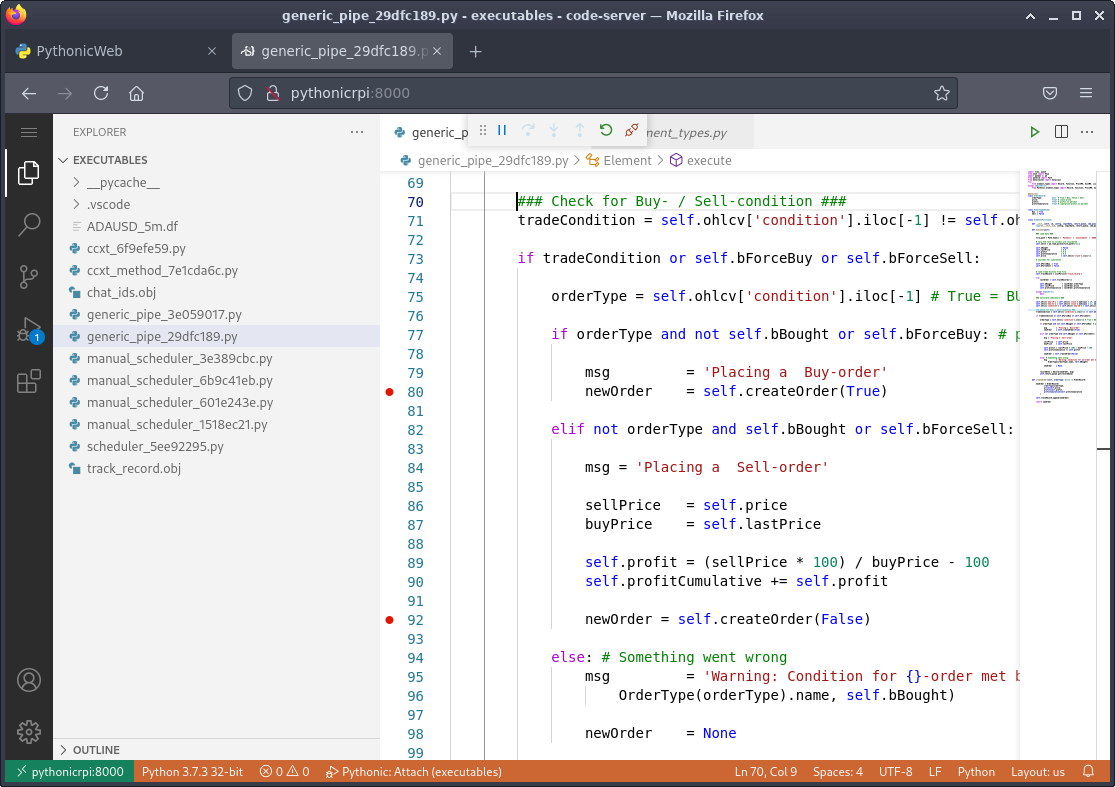 generic_pipe_29dfc189.py - executables - code-server — Mozilla Firefox
PythonicWeb
generic_pipe_29dfc189.p
pythonicrpi:8000
EXPLORER
EXECUTABLES
__pycache__
.vscode
ADAUSD_5m.df
ccxt_6f9efe59.py
ccxt_method_7e1cda6c.py
chat_ids.obj
generic_pipe_3e059017.py
generic_pipe_29dfc189.py
manual_scheduler_3e389cbc.py
manual_scheduler_6b9c41eb.py
manual_scheduler_601e243e.py
manual_scheduler_1518ec21.py
scheduler_5ee92295.py
track_record.obj
OUTLINE
1
generic_p
ment_types.py
generic_pipe_29dfc189.py > Element > execute
69
70 ### Check for Buy- / Sell-condition ###
71 tradeCondition = self.ohlcv['condition'].iloc[-1] != self.oh
72
73 if tradeCondition or self.bForceBuy or self.bForceSell:
74
75 orderType = self.ohlcv['condition'].iloc[-1] # True = BU
76
77 if orderType and not self.bBought or self.bForceBuy: # p
78
79 msg = 'Placing a  Buy-order'
80 newOrder = self.createOrder(True)
81
82 elif not orderType and self.bBought or self.bForceSell:
83
84 msg = 'Placing a  Sell-order'
85
86 sellPrice = self.price
87 buyPrice = self.lastPrice
88
89 self.profit = (sellPrice * 100) / buyPrice - 100
90 self.profitCumulative += self.profit
91
92 newOrder = self.createOrder(False)
93
94 else: # Something went wrong
95 msg = 'Warning: Condition for {}-order met b
96 OrderType(orderType).name, self.bBought)
97
98 newOrder = None
99
pythonicrpi:8000 Python 3.7.3 32-bit 0 0 Pythonic: Attach (executables) Ln 70, Col 9 Spaces: 4 UTF-8 LF Python Layout: us